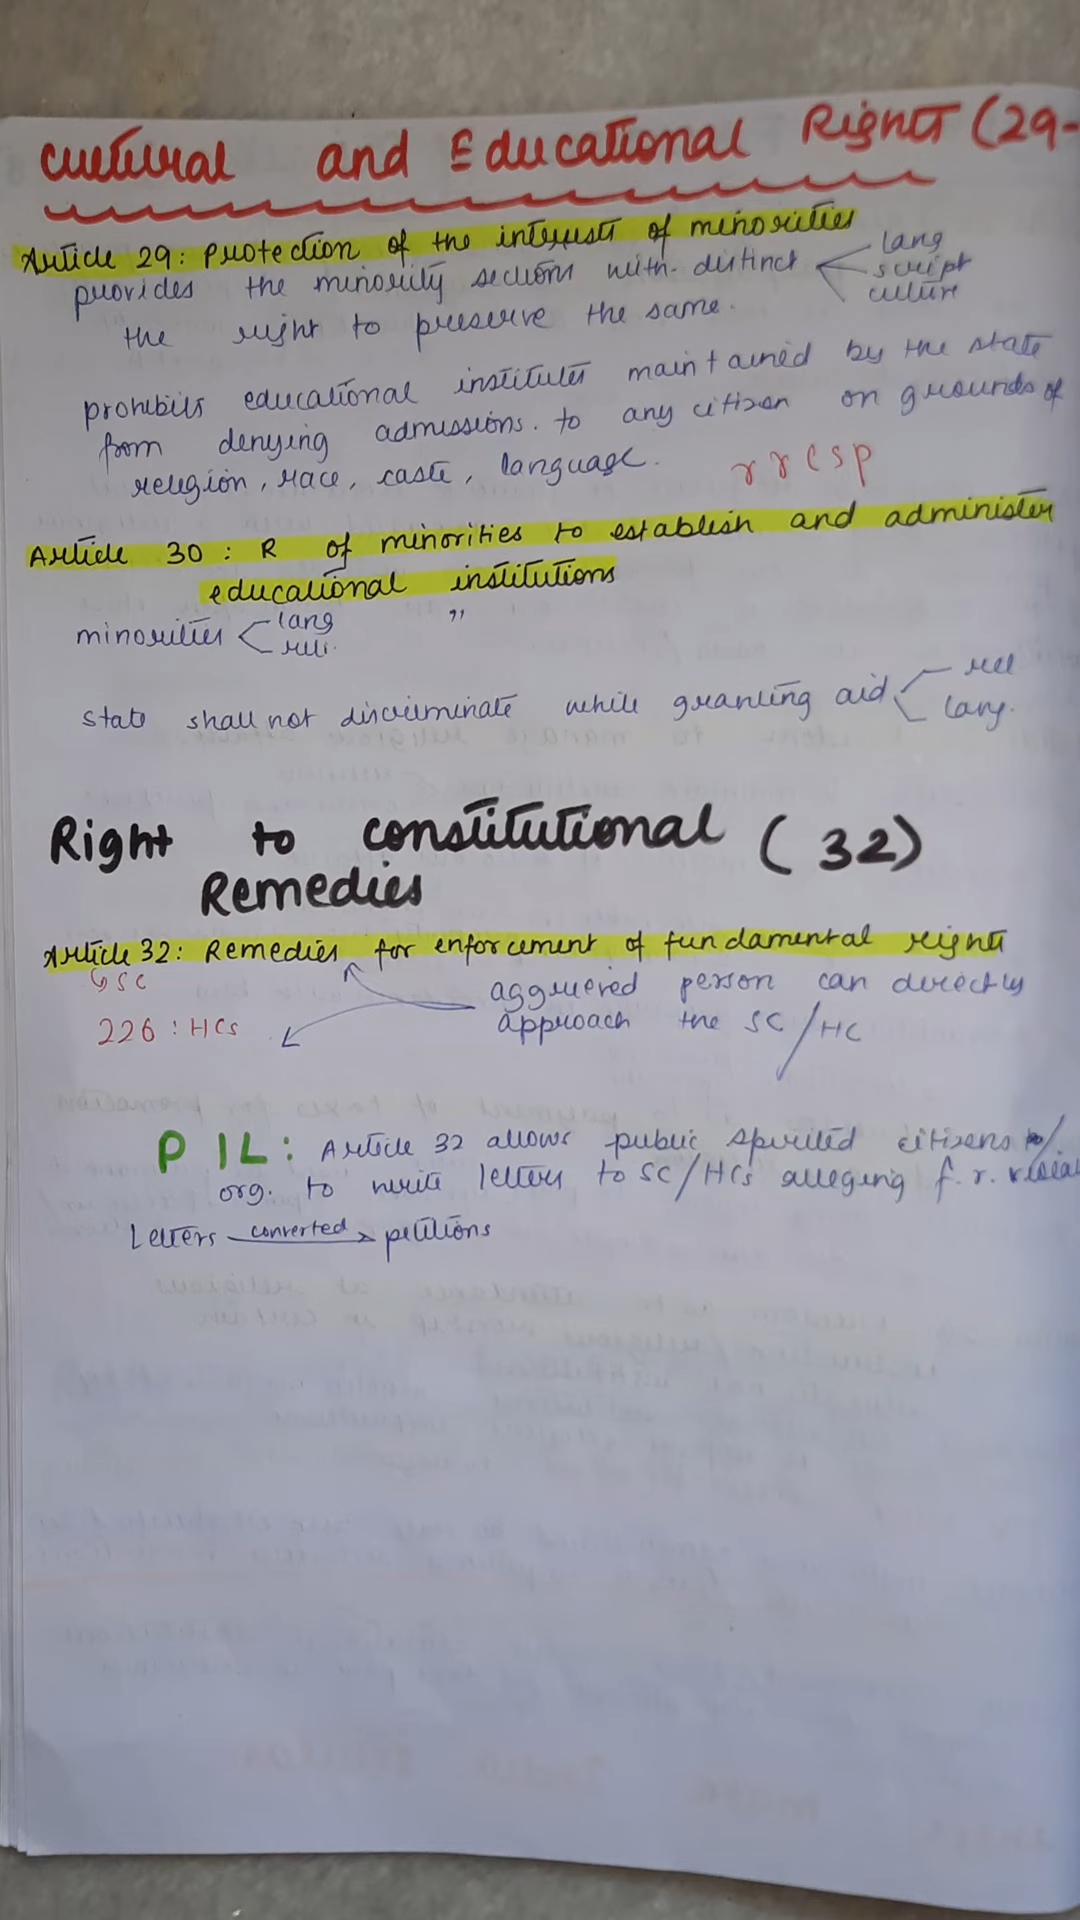 Cultural and Educational Rights (29-
Article 29: Protection of the interests of minorities
provides the minority sections with distinct lang
script
culture
the right to preserve the same.
prohibits educational institutes maintained by the state
from denying admissions. to any citizen on grounds of
religion, race, caste, language.
r r c s p
Article 30: R of minorities to establish and administer
educational institutions
minorities lang "
reli.
state shall not discriminate while granting aid rel
lang.
Right to constitutional (32)
Remedies
Article 32: Remedies for enforcement of fundamental rights
SC aggrieved person can directly
226: HCs approach the SC/HC
PIL: Article 32 allows public spirited citizens /
org. to write letters to SC/HCs alleging f.r.
Letters converted petitions